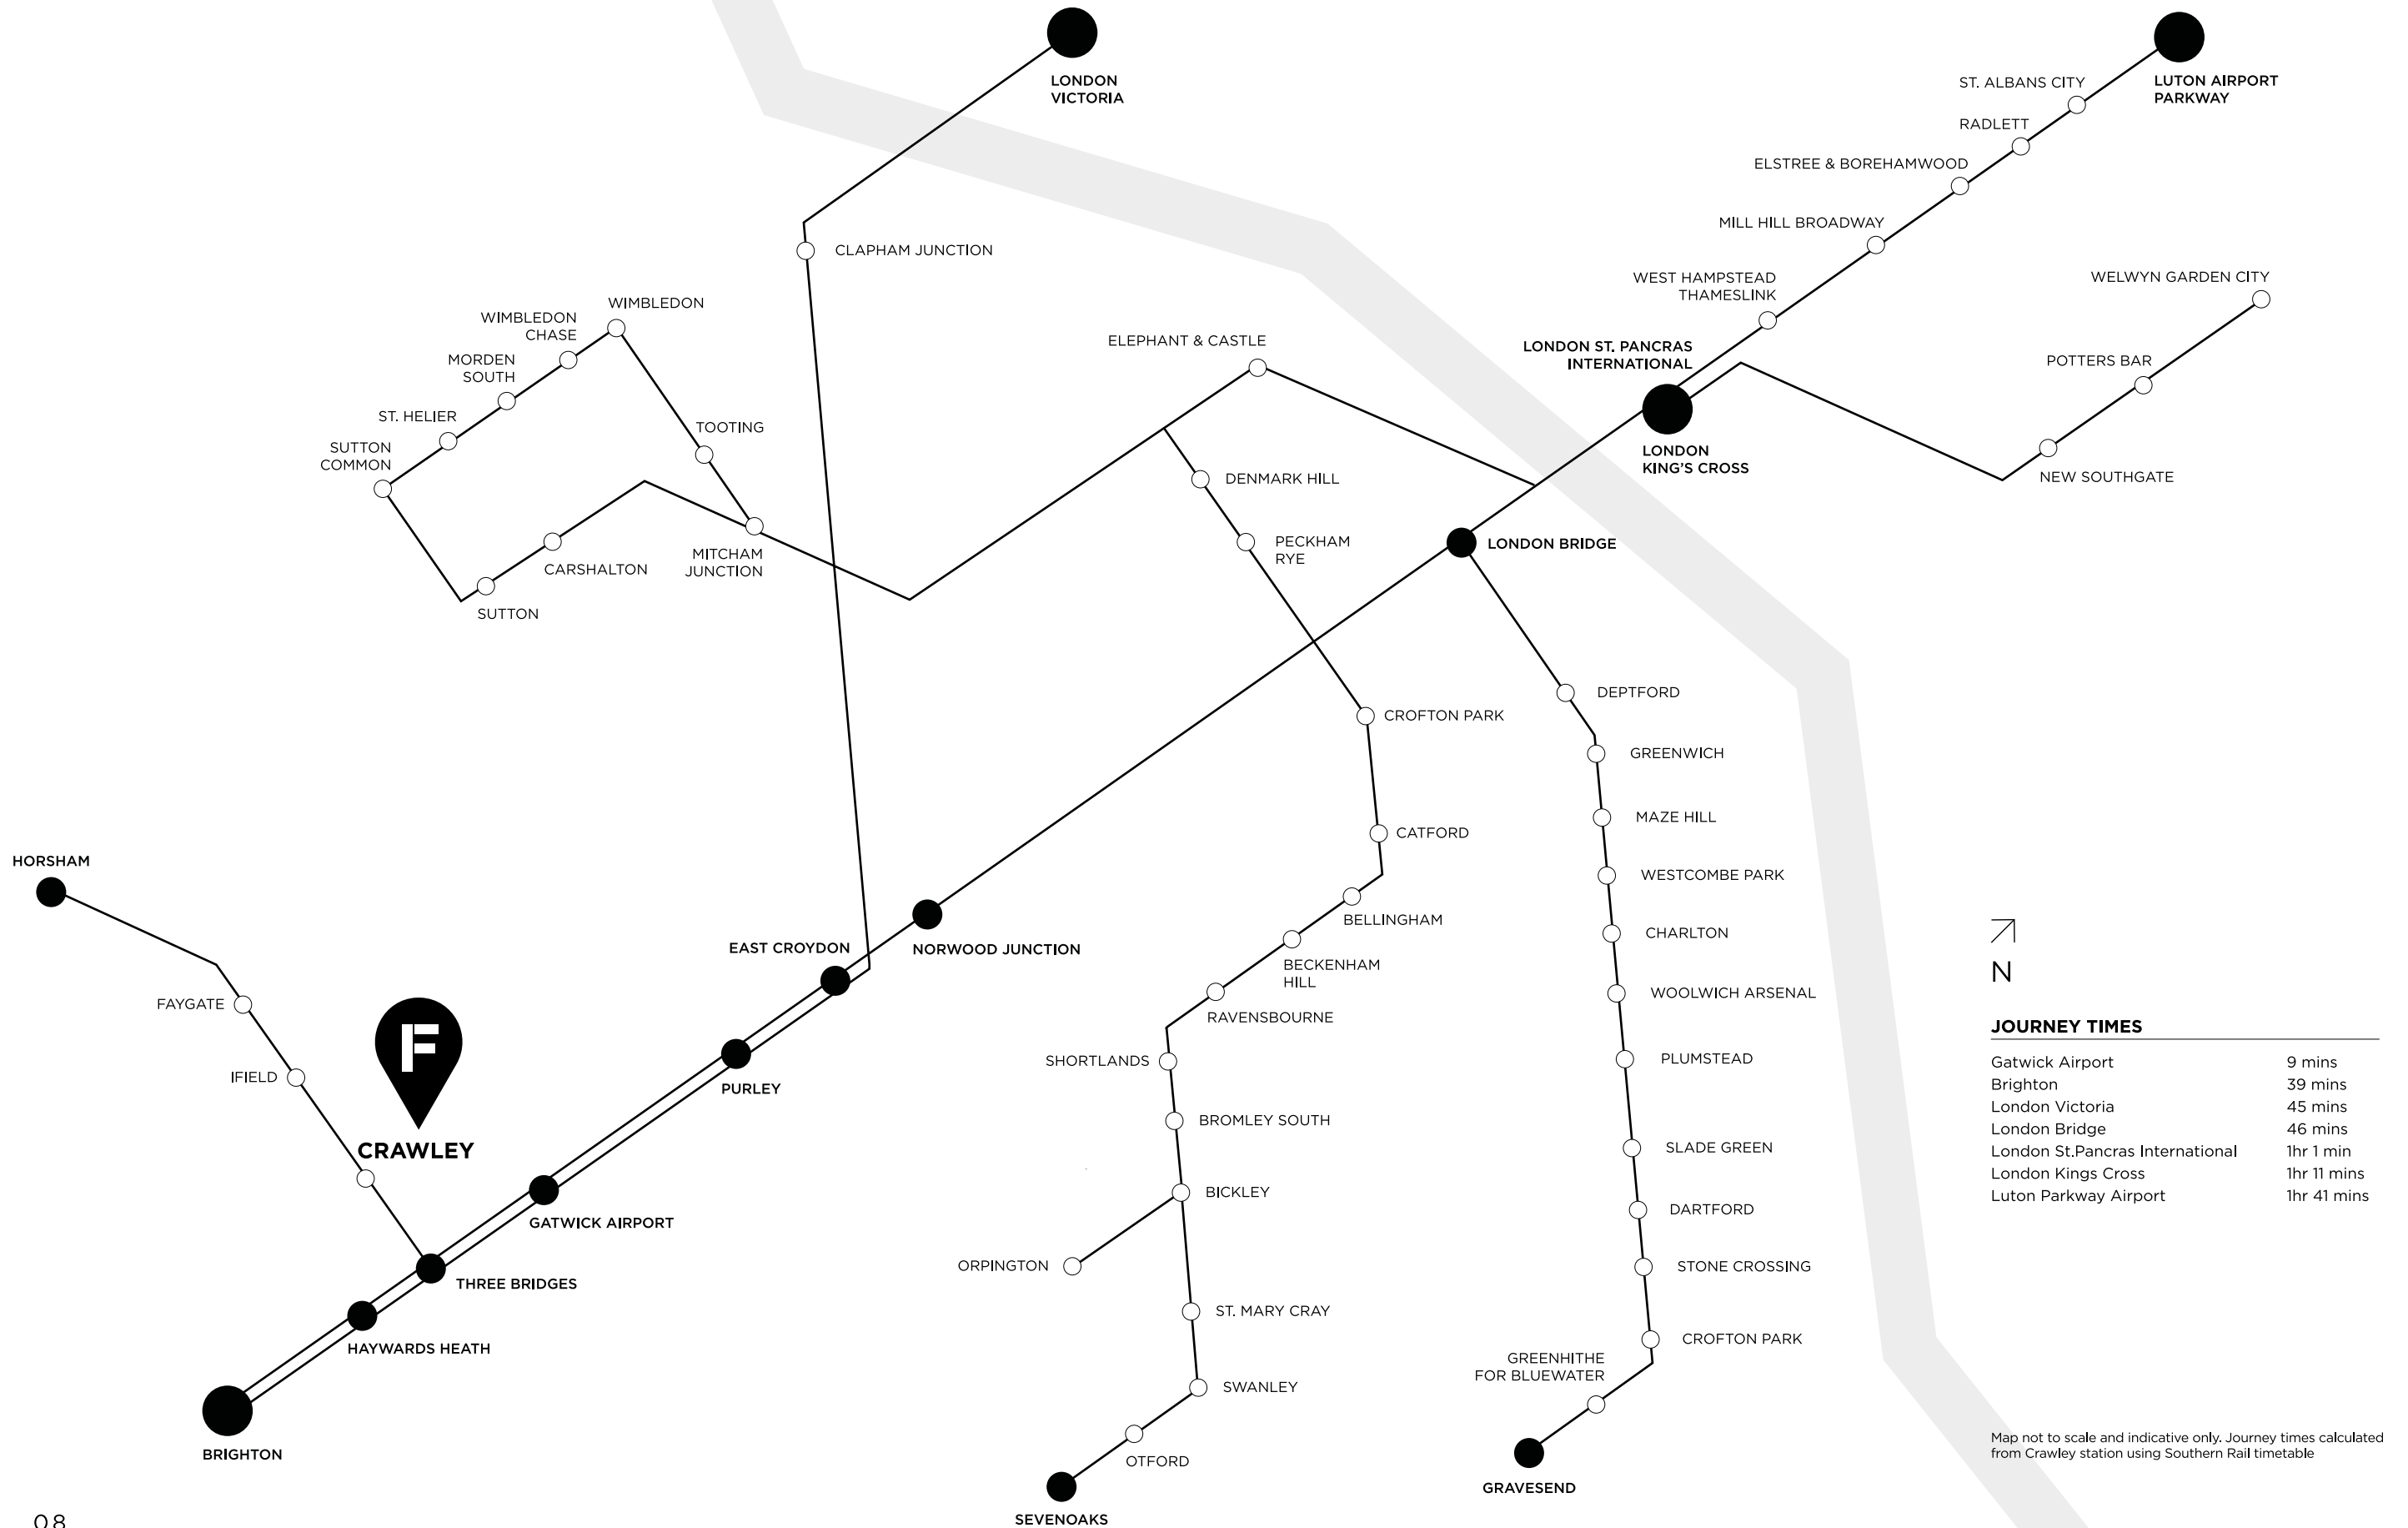 LONDON
VICTORIA
LUTON AIRPORT
PARKWAY
ST. ALBANS CITY
RADLETT
ELSTREE & BOREHAMWOOD
MILL HILL BROADWAY
WEST HAMPSTEAD
THAMESLINK
WELWYN GARDEN CITY
POTTERS BAR
NEW SOUTHGATE
LONDON ST. PANCRAS
INTERNATIONAL
LONDON
KING'S CROSS
CLAPHAM JUNCTION
WIMBLEDON
WIMBLEDON
CHASE
MORDEN
SOUTH
ST. HELIER
SUTTON
COMMON
TOOTING
MITCHAM
JUNCTION
CARSHALTON
SUTTON
ELEPHANT & CASTLE
DENMARK HILL
PECKHAM
RYE
LONDON BRIDGE
CROFTON PARK
CATFORD
BELLINGHAM
BECKENHAM
HILL
RAVENSBOURNE
SHORTLANDS
BROMLEY SOUTH
BICKLEY
ORPINGTON
ST. MARY CRAY
SWANLEY
OTFORD
SEVENOAKS
DEPTFORD
GREENWICH
MAZE HILL
WESTCOMBE PARK
CHARLTON
WOOLWICH ARSENAL
PLUMSTEAD
SLADE GREEN
DARTFORD
STONE CROSSING
CROFTON PARK
GREENHITHE
FOR BLUEWATER
GRAVESEND
HORSHAM
FAYGATE
IFIELD
F
CRAWLEY
EAST CROYDON
NORWOOD JUNCTION
PURLEY
GATWICK AIRPORT
THREE BRIDGES
HAYWARDS HEATH
BRIGHTON
N
JOURNEY TIMES
Gatwick Airport 9 mins
Brighton 39 mins
London Victoria 45 mins
London Bridge 46 mins
London St.Pancras International 1hr 1 min
London Kings Cross 1hr 11 mins
Luton Parkway Airport 1hr 41 mins
Map not to scale and indicative only. Journey times calculated
from Crawley station using Southern Rail timetable
08